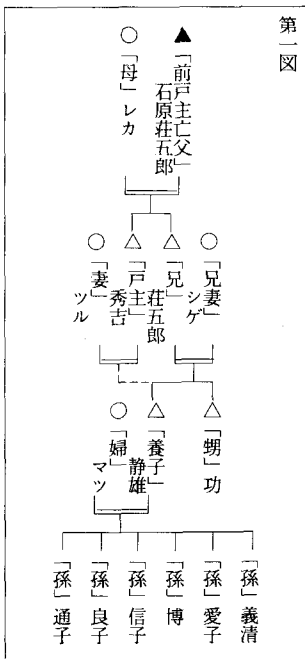 第一図
▲「前戸主亡父」石原荘五郎
○「母」レカ
○「兄妻」シゲ
△「兄」荘五郎
△「戸主」秀吉
○「妻」ツル
△「甥」功
△「養子」静雄
○「婦」マツ
「孫」義清
「孫」愛子
「孫」博
「孫」信子
「孫」良子
「孫」通子